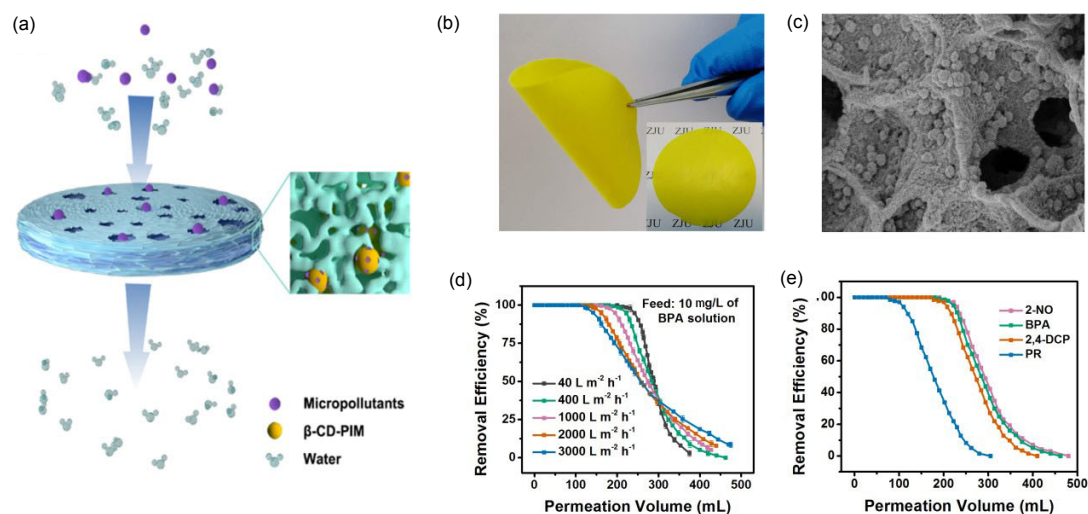 (a)
Micropollutants
β-CD-PIM
Water
(b)
ZJU ZJU ZJU Z
ZJU
ZJU ZJU ZJU
(c)
(d)
Removal Efficiency (%)
100
75
50
25
0
Feed: 10 mg/L of
BPA solution
40 L m⁻² h⁻¹
400 L m⁻² h⁻¹
1000 L m⁻² h⁻¹
2000 L m⁻² h⁻¹
3000 L m⁻² h⁻¹
0 100 200 300 400 500
Permeation Volume (mL)
(e)
Removal Efficiency (%)
00
80
60
40
20
0
2-NO
BPA
2,4-DCP
PR
0 100 200 300 400 500
Permeation Volume (mL)